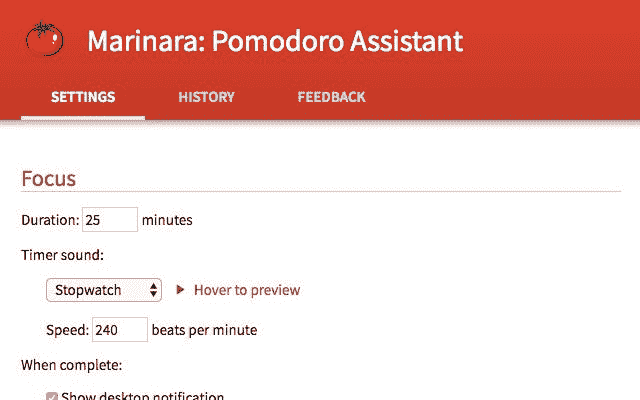 Marinara: Pomodoro Assistant
SETTINGS HISTORY FEEDBACK
Focus
Duration: 25 minutes
Timer sound:
Stopwatch Hover to preview
Speed: 240 beats per minute
When complete:
Show desktop notification